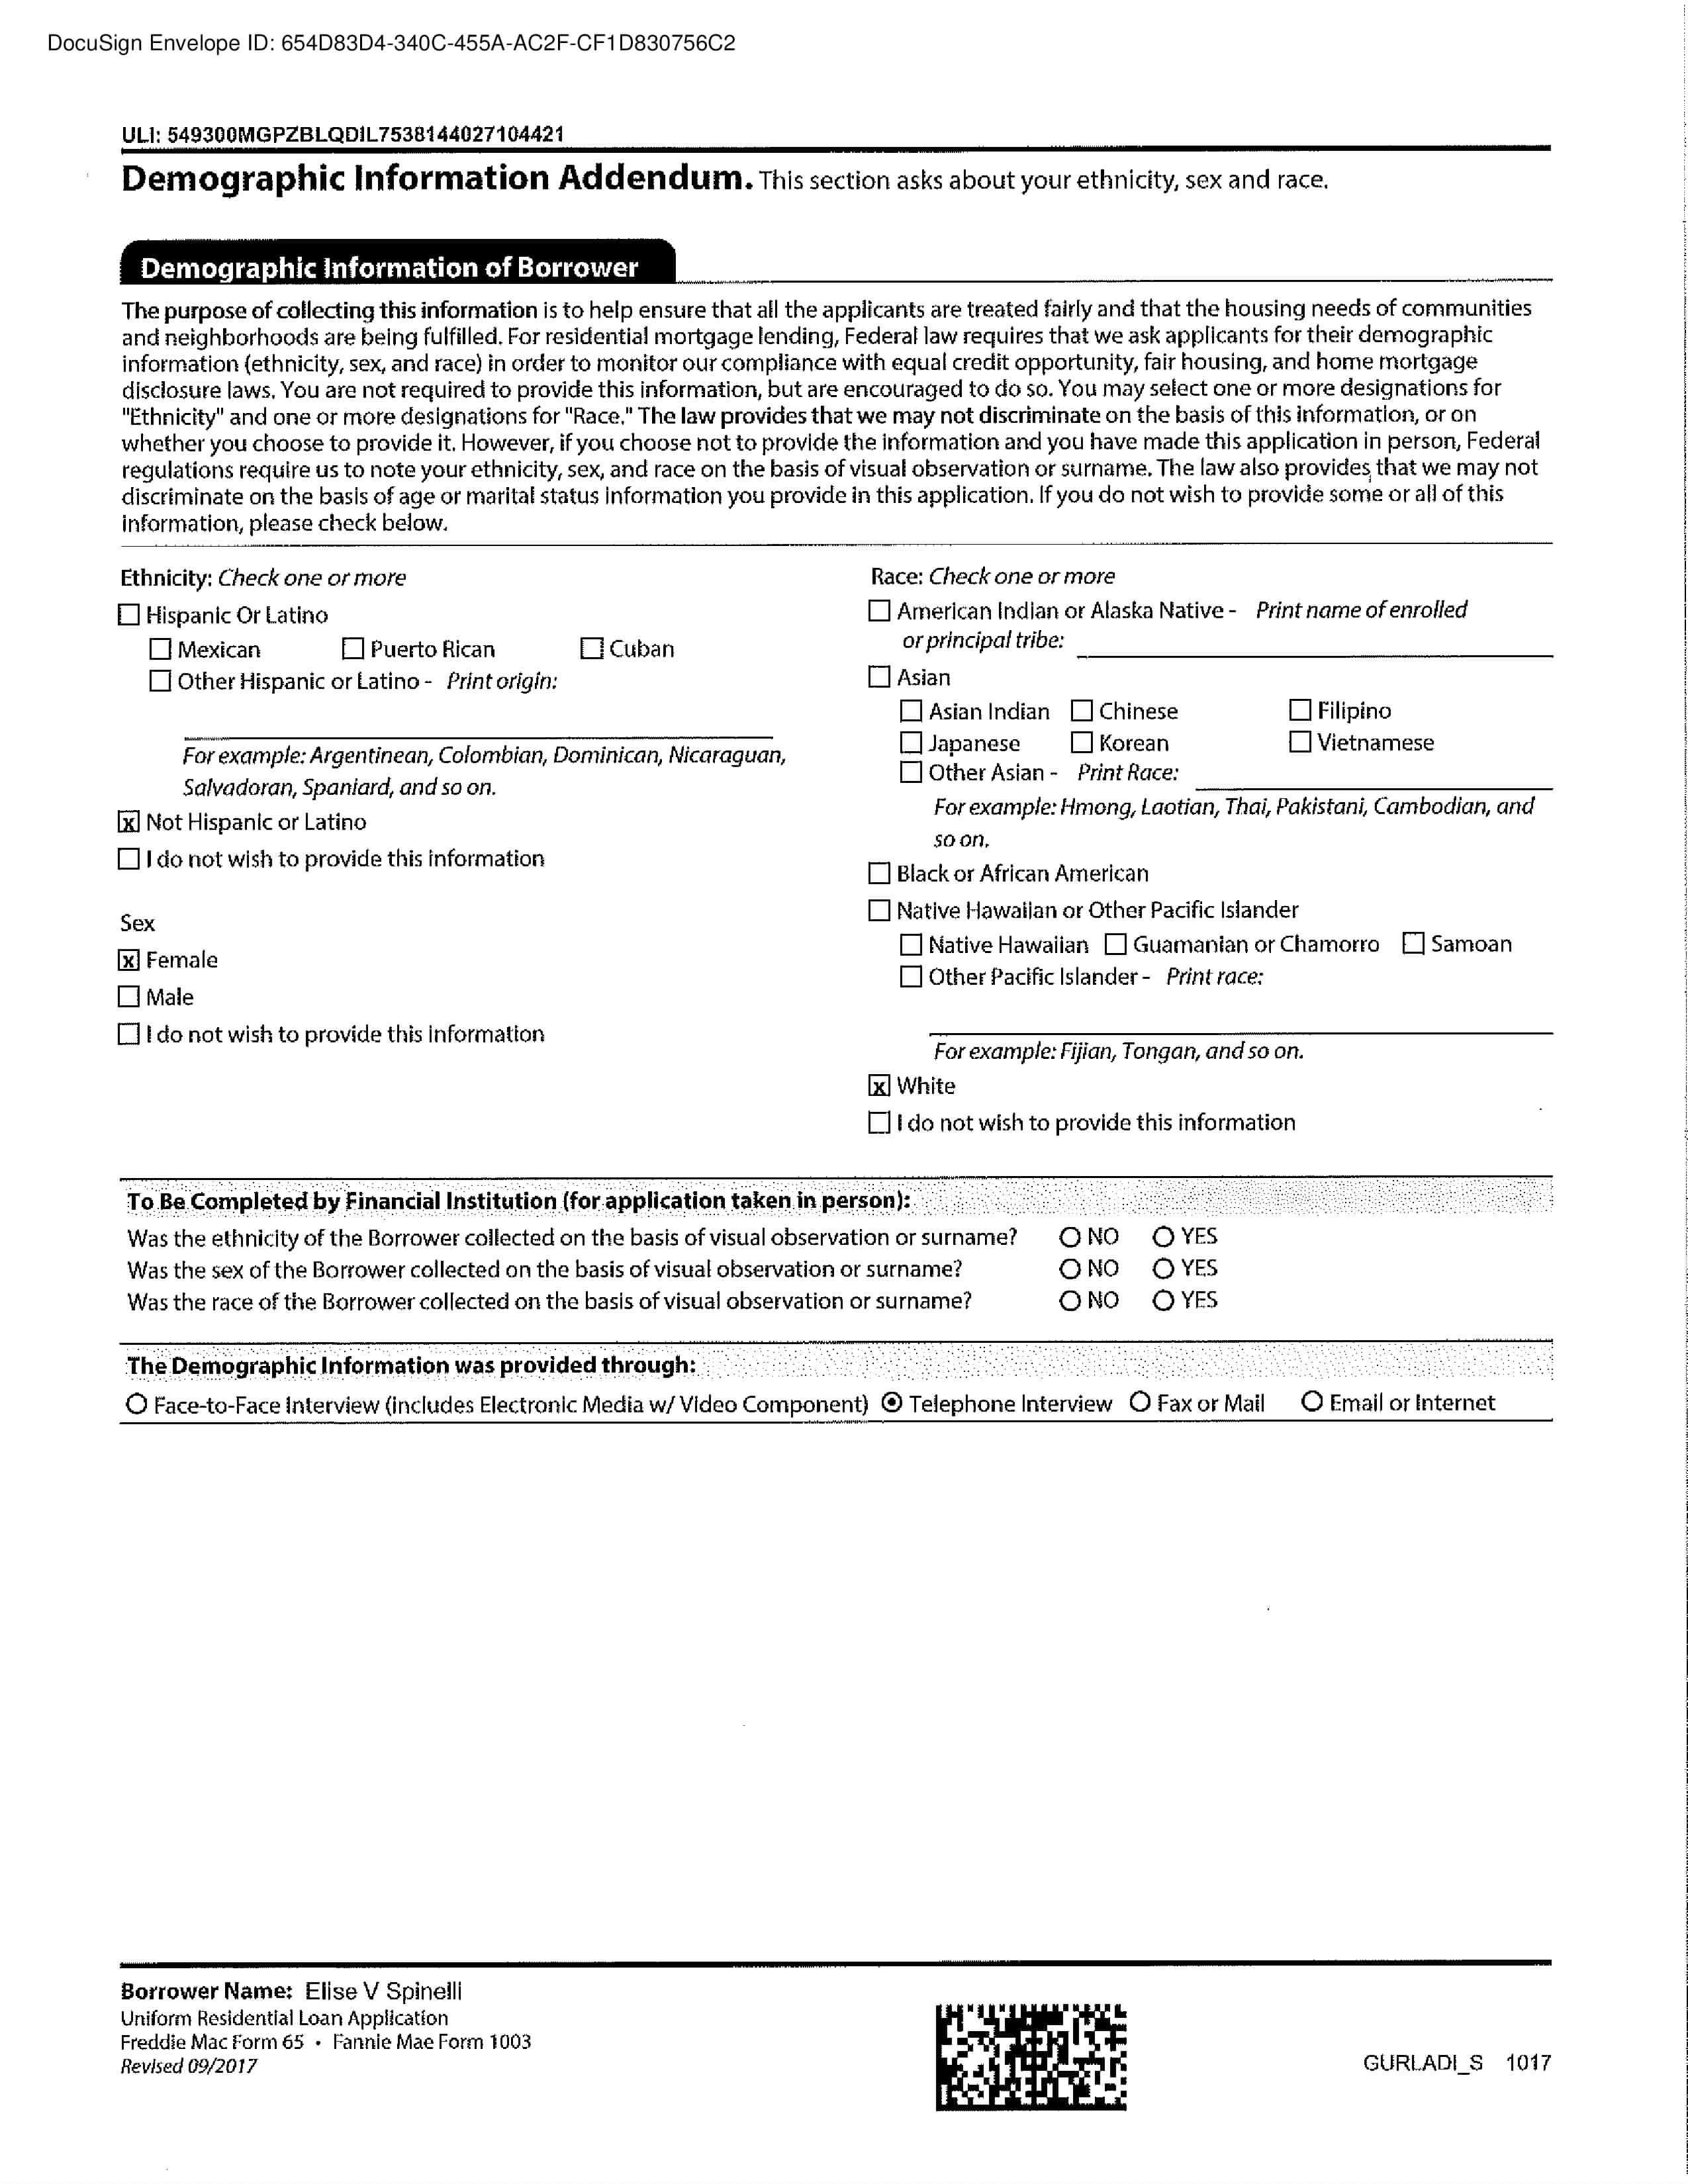 DocuSign Envelope ID: 654D83D4-340C-455A-AC2F-CF1D830756C2
ULI: 549300MGPZBLQDIL7538144027104421
Demographic Information Addendum. This section asks about your ethnicity, sex and race.
Demographic Information of Borrower
The purpose of collecting this information is to help ensure that all the applicants are treated fairly and that the housing needs of communities
and neighborhoods are being fulfilled. For residential mortgage lending, Federal law requires that we ask applicants for their demographic
information (ethnicity, sex, and race) in order to monitor our compliance with equal credit opportunity, fair housing, and home mortgage
disclosure laws. You are not required to provide this information, but are encouraged to do so. You may select one or more designations for
"Ethnicity" and one or more designations for "Race." The law provides that we may not discriminate on the basis of this information, or on
whether you choose to provide it. However, if you choose not to provide the information and you have made this application in person, Federal
regulations require us to note your ethnicity, sex, and race on the basis of visual observation or surname. The law also provides that we may not
discriminate on the basis of age or marital status information you provide in this application. If you do not wish to provide some or all of this
information, please check below.
Ethnicity: Check one or more
☐ Hispanic Or Latino
☐ Mexican ☐ Puerto Rican ☐ Cuban
☐ Other Hispanic or Latino - Print origin:
For example: Argentinean, Colombian, Dominican, Nicaraguan,
Salvadoran, Spaniard, and so on.
☒ Not Hispanic or Latino
☐ I do not wish to provide this information
Sex
☒ Female
☐ Male
☐ I do not wish to provide this information
Race: Check one or more
☐ American Indian or Alaska Native - Print name of enrolled
or principal tribe:
☐ Asian
☐ Asian Indian ☐ Chinese ☐ Filipino
☐ Japanese ☐ Korean ☐ Vietnamese
☐ Other Asian - Print Race:
For example: Hmong, Laotian, Thai, Pakistani, Cambodian, and
so on.
☐ Black or African American
☐ Native Hawaiian or Other Pacific Islander
☐ Native Hawaiian ☐ Guamanian or Chamorro ☐ Samoan
☐ Other Pacific Islander - Print race:
For example: Fijian, Tongan, and so on.
☒ White
☐ I do not wish to provide this information
To Be Completed by Financial Institution (for application taken in person):
Was the ethnicity of the Borrower collected on the basis of visual observation or surname? ○ NO ○ YES
Was the sex of the Borrower collected on the basis of visual observation or surname? ○ NO ○ YES
Was the race of the Borrower collected on the basis of visual observation or surname? ○ NO ○ YES
The Demographic Information was provided through:
○ Face-to-Face Interview (includes Electronic Media w/ Video Component) ◉ Telephone Interview ○ Fax or Mail ○ Email or Internet
Borrower Name: Elise V Spinelli
Uniform Residential Loan Application
Freddie Mac Form 65 • Fannie Mae Form 1003
Revised 09/2017
GURLADI_S 1017